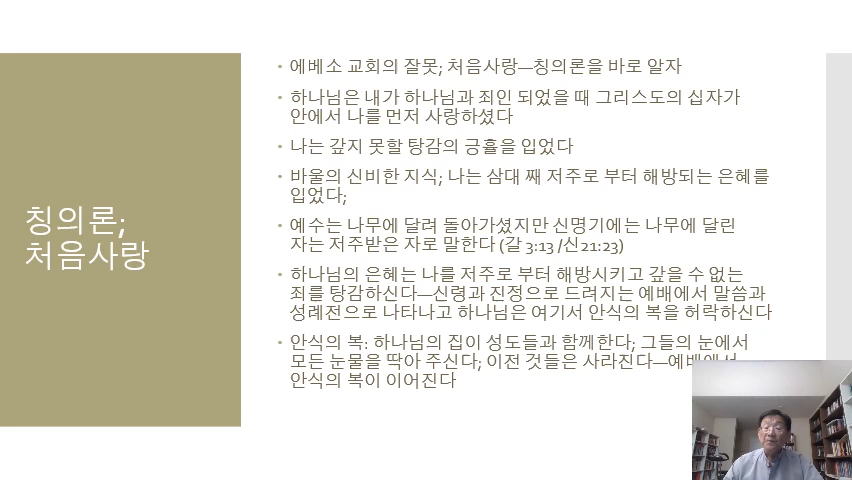 칭의론;
처음사랑
• 에베소 교회의 잘못; 처음사랑—칭의론을 바로 알자
• 하나님은 내가 하나님과 죄인 되었을 때 그리스도의 십자가
안에서 나를 먼저 사랑하셨다
• 나는 갚지 못할 탕감의 긍휼을 입었다
• 바울의 신비한 지식; 나는 삼대 째 저주로 부터 해방되는 은혜를
입었다;
• 예수는 나무에 달려 돌아가셨지만 신명기에는 나무에 달린
자는 저주받은 자로 말한다 (갈 3:13 /신21:23)
• 하나님의 은혜는 나를 저주로 부터 해방시키고 갚을 수 없는
죄를 탕감하신다—신령과 진정으로 드려지는 예배에서 말씀과
성례전으로 나타나고 하나님은 여기서 안식의 복을 허락하신다
• 안식의 복: 하나님의 집이 성도들과 함께한다; 그들의 눈에서
모든 눈물을 딱아 주신다; 이전 것들은 사라진다—예배에서
안식의 복이 이어진다